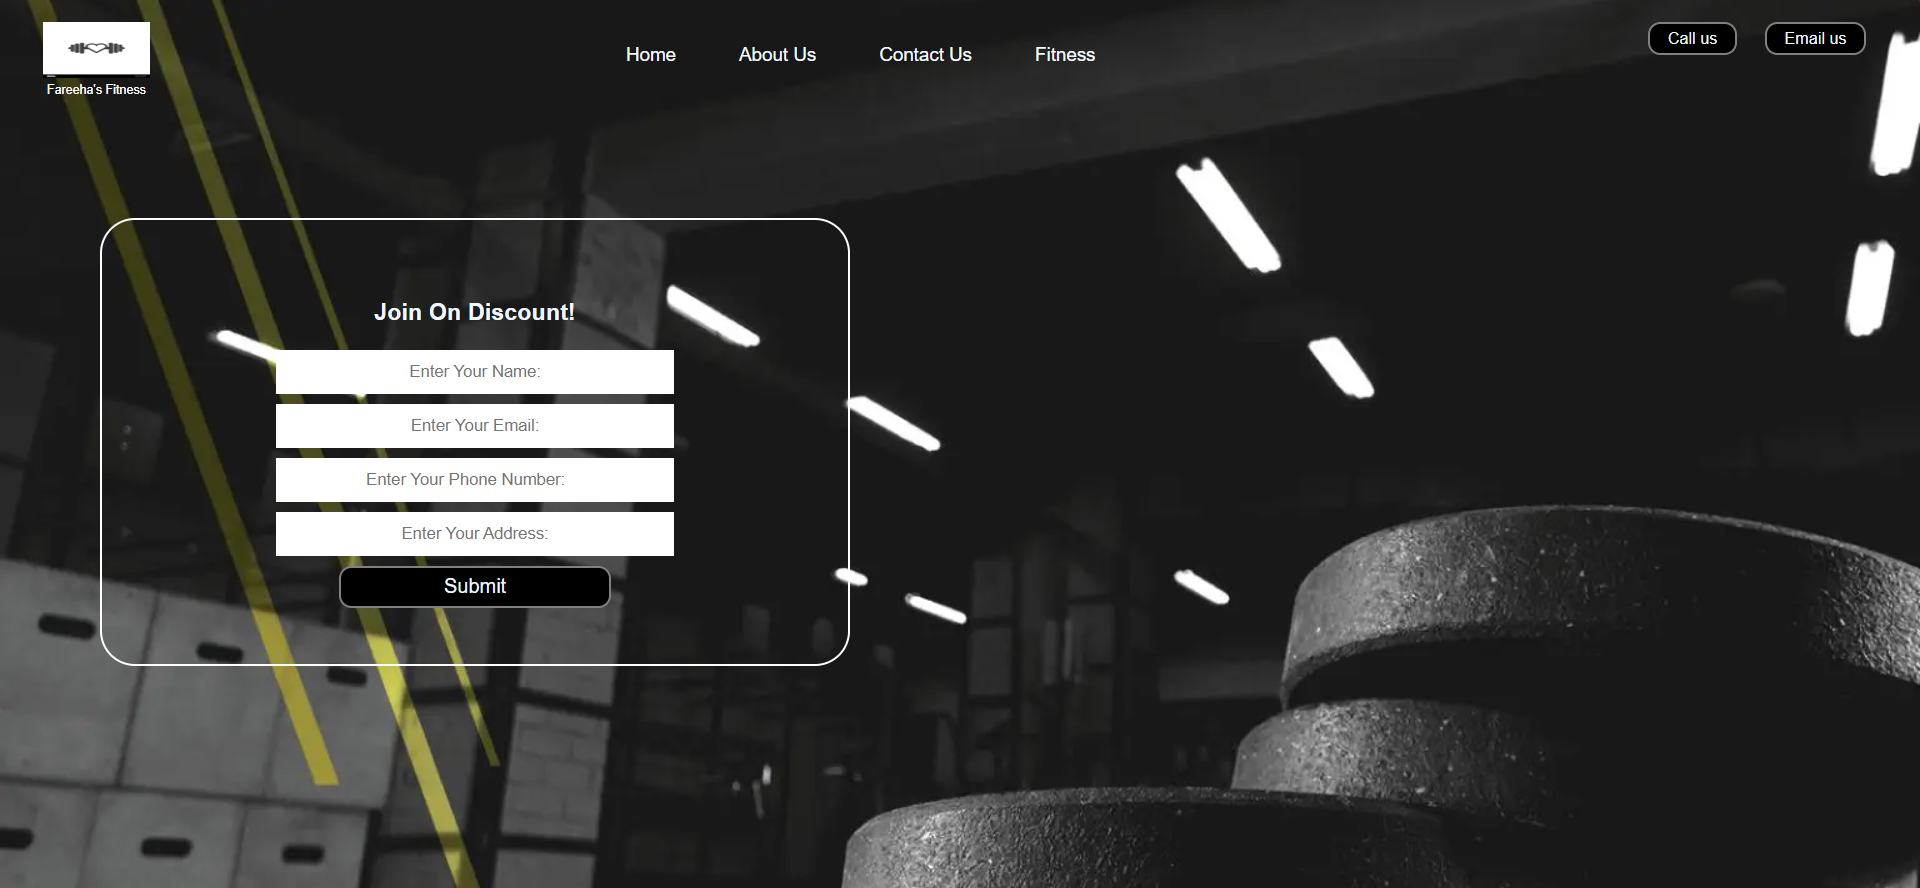 Fareeha's Fitness
Home
About Us
Contact Us
Fitness
Call us
Email us
Join On Discount!
Enter Your Name:
Enter Your Email:
Enter Your Phone Number:
Enter Your Address:
Submit